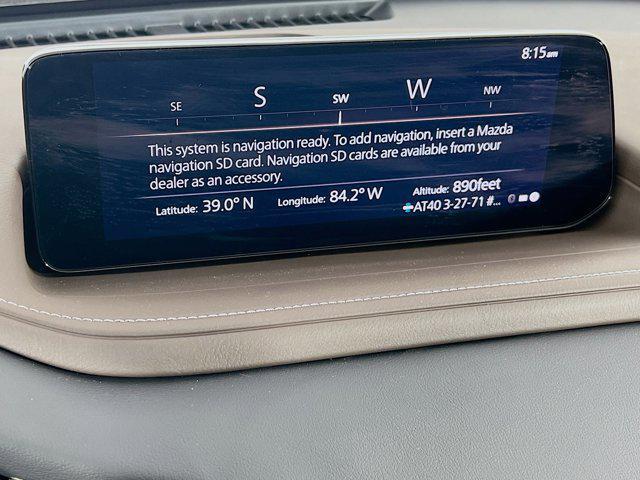 8:15am
SE S SW W NW
This system is navigation ready. To add navigation, insert a Mazda
navigation SD card. Navigation SD cards are available from your
dealer as an accessory.
Latitude: 39.0° N Longitude: 84.2° W Altitude: 890feet
AT40 3-27-71 #...